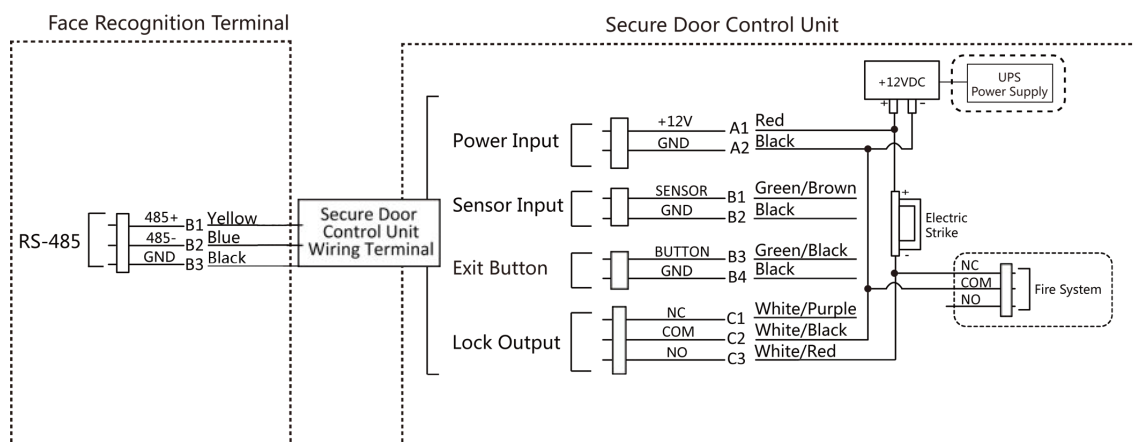 Face Recognition Terminal
Secure Door Control Unit
+12VDC
UPS
Power Supply
+ -
Power Input
+12V A1 Red
GND A2 Black
Sensor Input
SENSOR B1 Green/Brown
GND B2 Black
+
Electric
Strike
-
RS-485
485+ B1 Yellow
485- B2 Blue
GND B3 Black
Secure Door
Control Unit
Wiring Terminal
Exit Button
BUTTON B3 Green/Black
GND B4 Black
NC
COM
NO
Fire System
Lock Output
NC C1 White/Purple
COM C2 White/Black
NO C3 White/Red